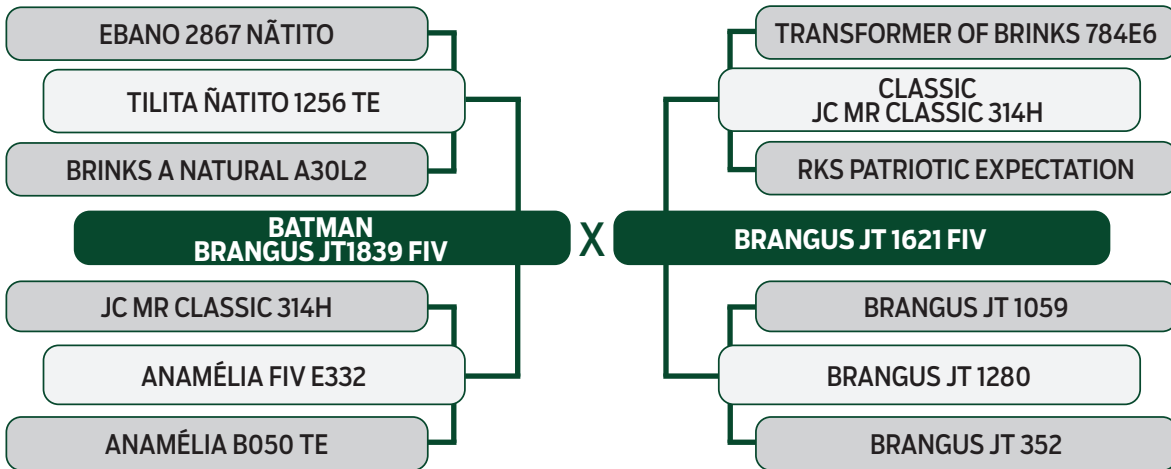 EBANO 2867 NÃTITO
TILITA ÑATITO 1256 TE
BRINKS A NATURAL A30L2
BATMAN
BRANGUS JT1839 FIV
JC MR CLASSIC 314H
ANAMÉLIA FIV E332
ANAMÉLIA B050 TE
X
TRANSFORMER OF BRINKS 784E6
CLASSIC
JC MR CLASSIC 314H
RKS PATRIOTIC EXPECTATION
BRANGUS JT 1621 FIV
BRANGUS JT 1059
BRANGUS JT 1280
BRANGUS JT 352